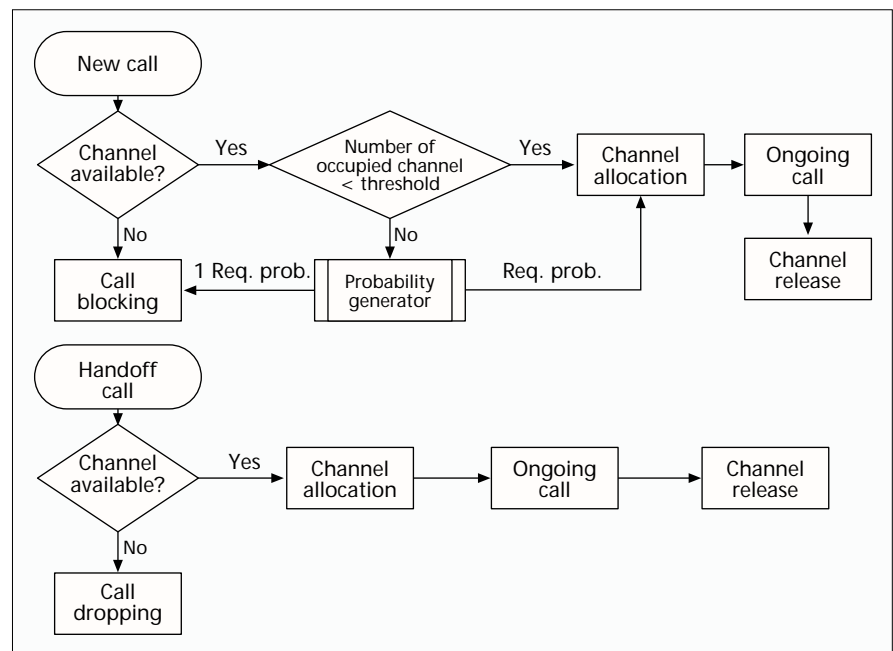 New call
Channel
available?
Yes
Number of
occupied channel
< threshold
Yes
Channel
allocation
Ongoing
call
No
No
Channel
release
Call
blocking
1 Req. prob.
Probability
generator
Req. prob.
Handoff
call
Channel
available?
Yes
Channel
allocation
Ongoing
call
Channel
release
No
Call
dropping